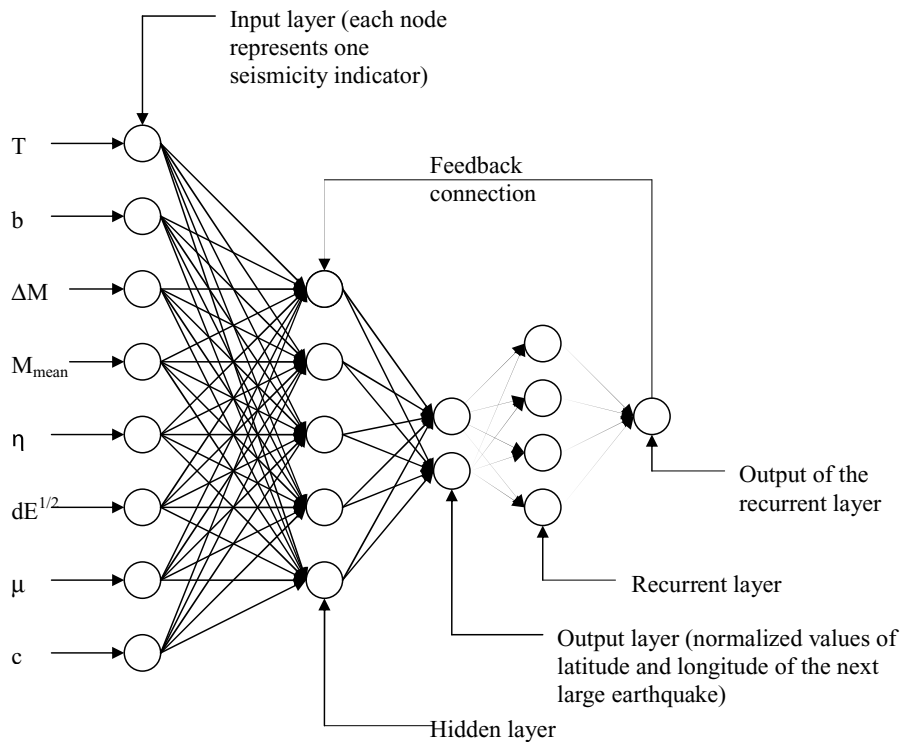 Input layer (each node
represents one
seismicity indicator)
T
b
ΔM
M_mean
η
dE^1/2
μ
c
Feedback
connection
Output of the
recurrent layer
Recurrent layer
Output layer (normalized values of
latitude and longitude of the next
large earthquake)
Hidden layer